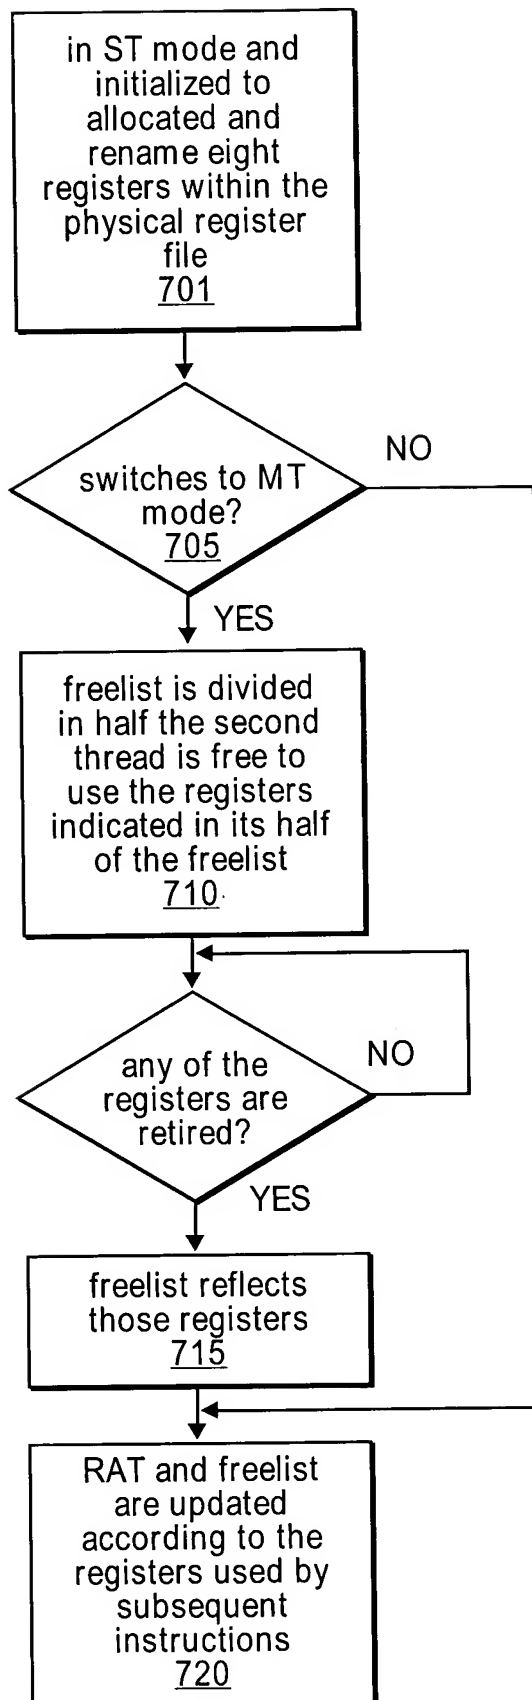 in ST mode and
initialized to
allocated and
rename eight
registers within the
physical register
file
701
switches to MT
mode?
705
NO
YES
freelist is divided
in half the second
thread is free to
use the registers
indicated in its half
of the freelist
710
any of the
registers are
retired?
NO
YES
freelist reflects
those registers
715
RAT and freelist
are updated
according to the
registers used by
subsequent
instructions
720